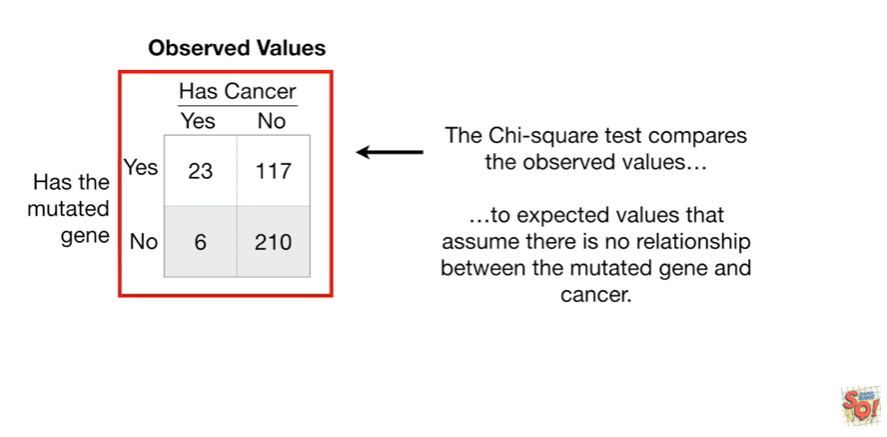 Observed Values
Has Cancer
Yes No
Has the
mutated
gene
Yes 23 117
No 6 210
The Chi-square test compares
the observed values…
…to expected values that
assume there is no relationship
between the mutated gene and
cancer.
SQ!